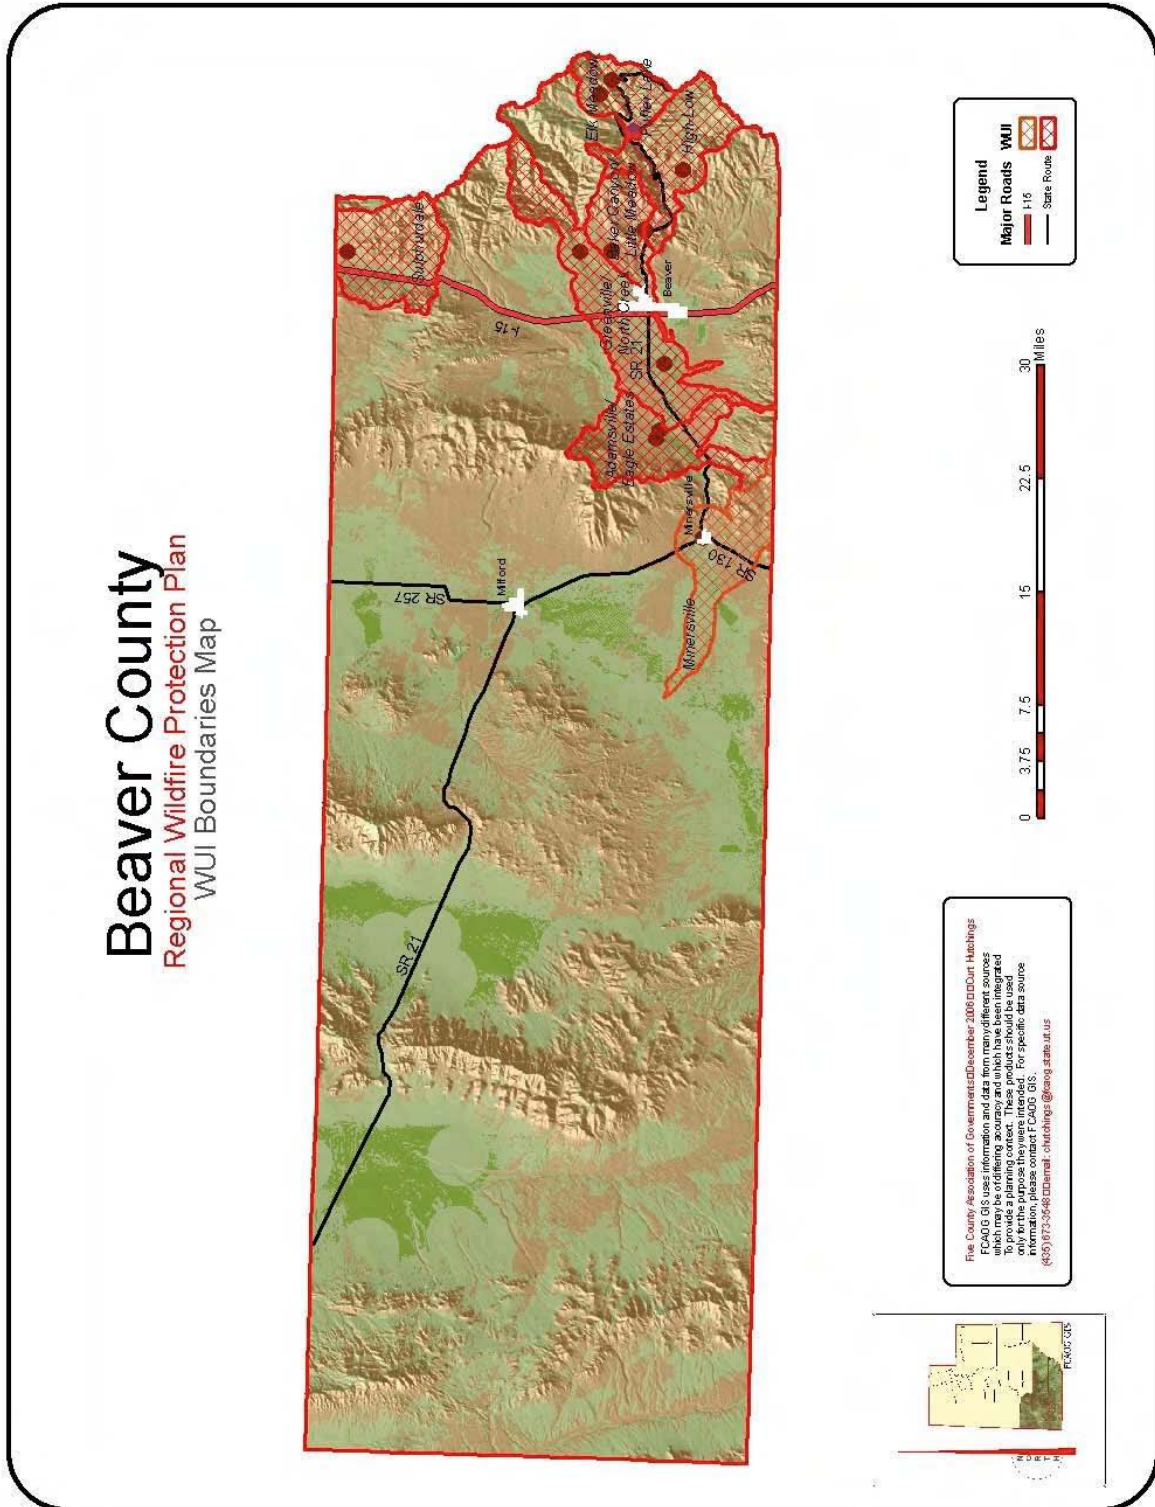 Beaver County
Regional Wildfire Protection Plan
WUI Boundaries Map
Sulphurdale
I-15
Elk Meadow
Puffer Lake
High-Low
Baker Canyon/
Little Meadow
Greenville/
North Creek
Beaver
SR 21
Adamsville/
Eagle Estates
Minersville
SR 130
Minersville
SR 257
Milford
SR 21
Legend
Major Roads WUI
I-15
State Route
0 3.75 7.5 15 22.5 30
Miles
Five County Association of Governments□□December 2006□□Curt Hutchings
FCAOG GIS uses information and data from many different sources
which may be of differing accuracy and which have been integrated
To provide a planning context. These products should be used
only for the purpose they were intended. For specific data source
information, please contact FCAOG GIS.
(435) 673-3548□□email: chutchings@fcaog.state.ut.us
NORTH
FCAOG GIS